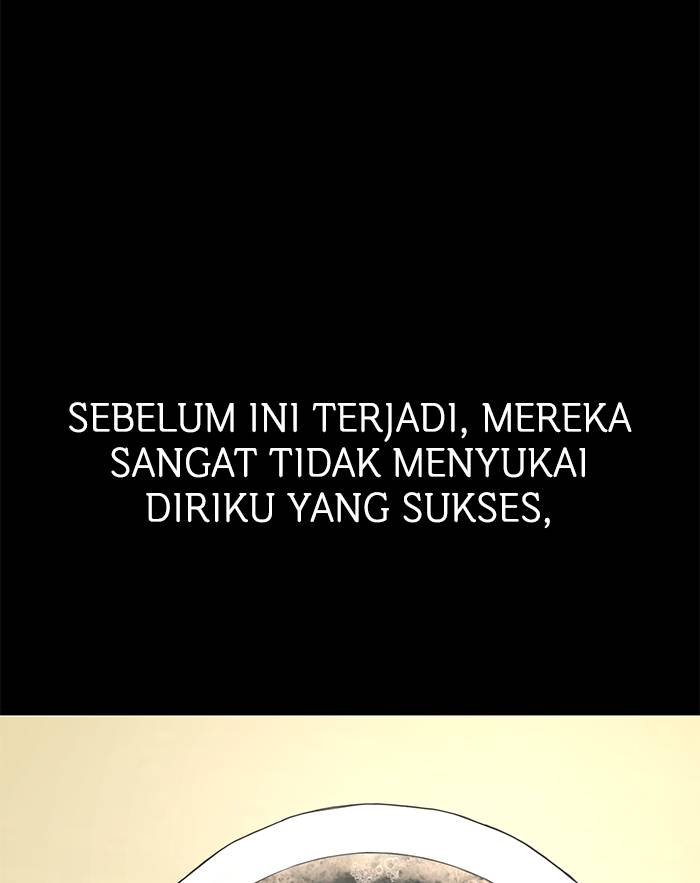 SEBELUM INI TERJADI, MEREKA
SANGAT TIDAK MENYUKAI
DIRIKU YANG SUKSES,